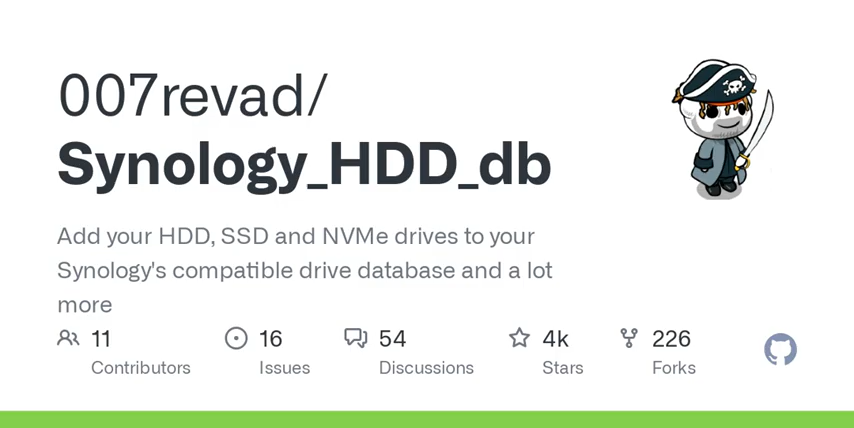 007revad/
Synology_HDD_db
Add your HDD, SSD and NVMe drives to your
Synology's compatible drive database and a lot
more
11 16 54 4k 226
Contributors Issues Discussions Stars Forks